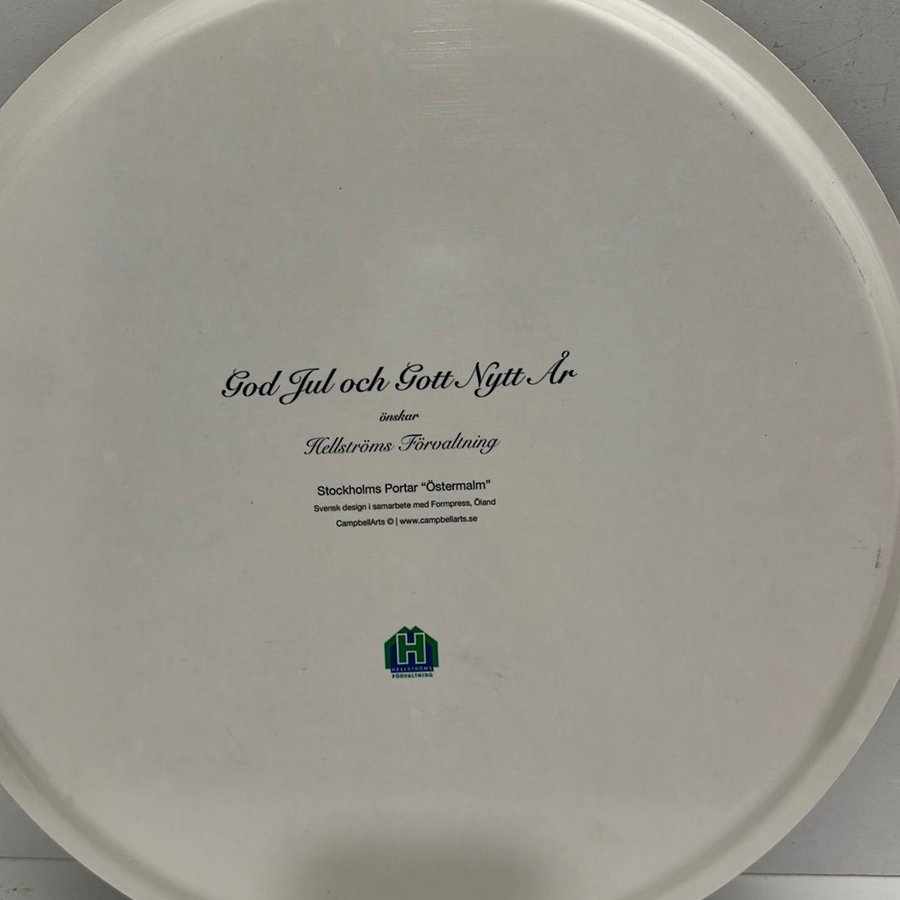 God Jul och Gott Nytt År
önskar
Hellströms Förvaltning
Stockholms Portar "Östermalm"
Svensk design i samarbete med Formpress, Öland
CampbellArts © | www.campbellarts.se
H
HELLSTRÖMS
FÖRVALTNING